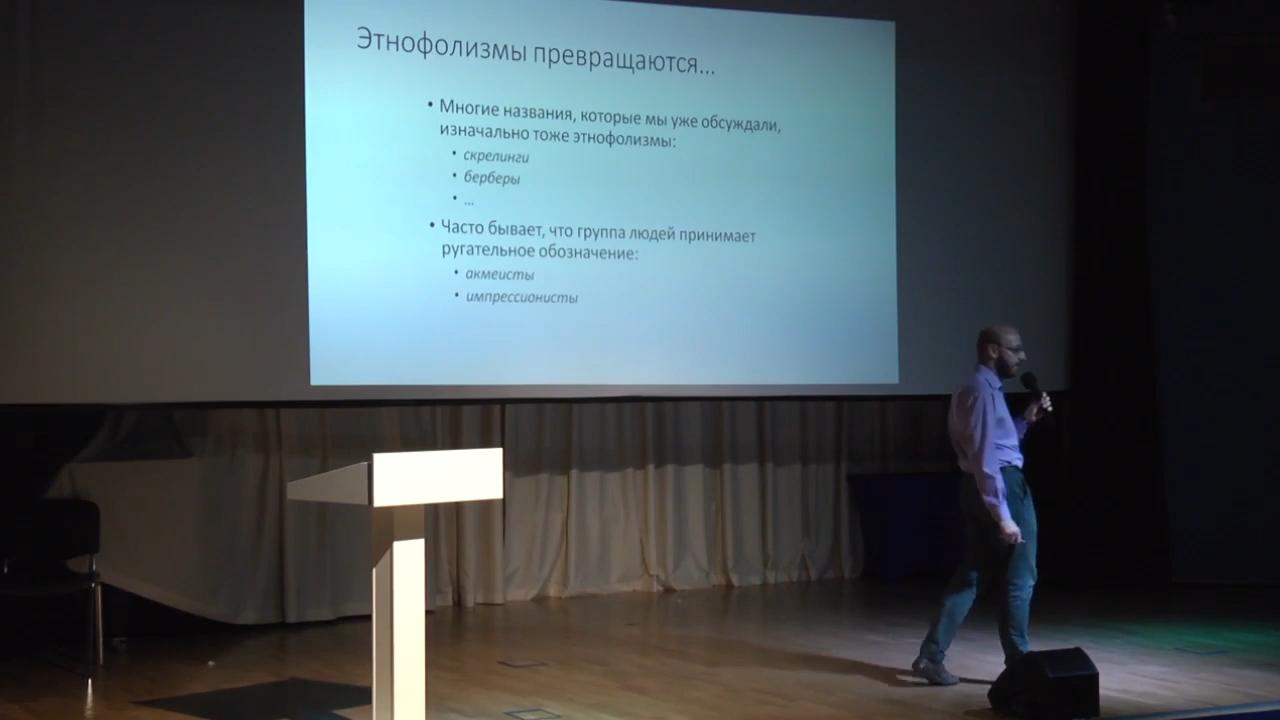 Этнофолизмы превращаются...
• Многие названия, которые мы уже обсуждали,
изначально тоже этнофолизмы:
• скрелинги
• берберы
• ...
• Часто бывает, что группа людей принимает
ругательное обозначение:
• акмеисты
• импрессионисты